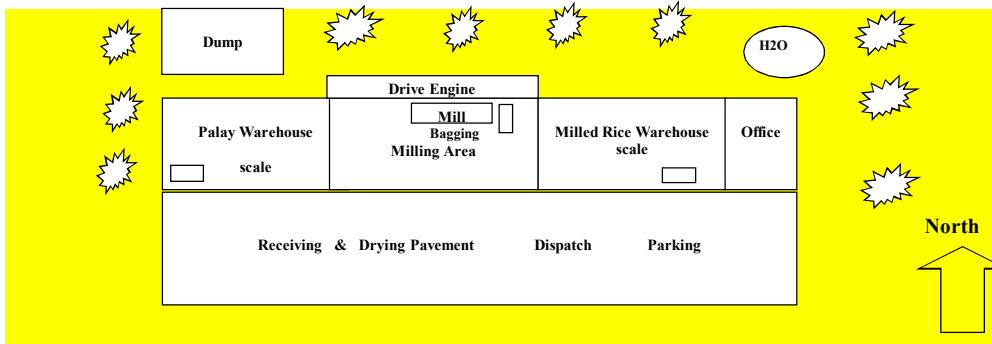 Dump
H2O
Drive Engine
Mill
Bagging
Milling Area
Palay Warehouse
scale
Milled Rice Warehouse
scale
Office
Receiving & Drying Pavement Dispatch Parking
North